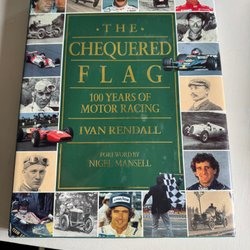 · THE ·
CHEQUERED
FLAG
100 YEARS OF
MOTOR RACING
IVAN RENDALL
FOREWORD BY
NIGEL MANSELL